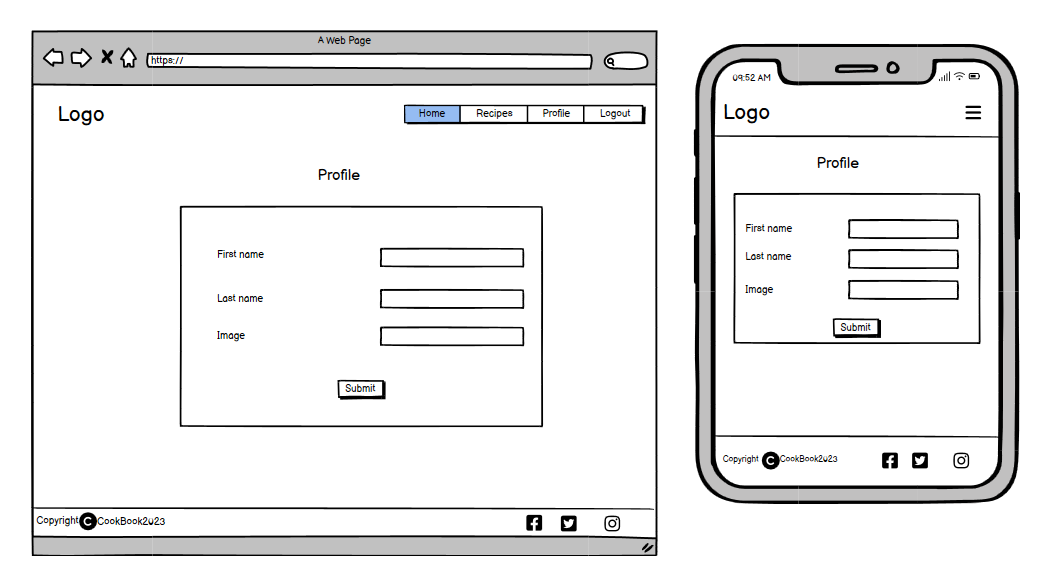 A Web Page
https://
Logo
Home Recipes Profile Logout
Profile
First name
Last name
Image
Submit
Copyright C CookBook2023
09:52 AM
Logo
Profile
First name
Last name
Image
Submit
Copyright C CookBook2023